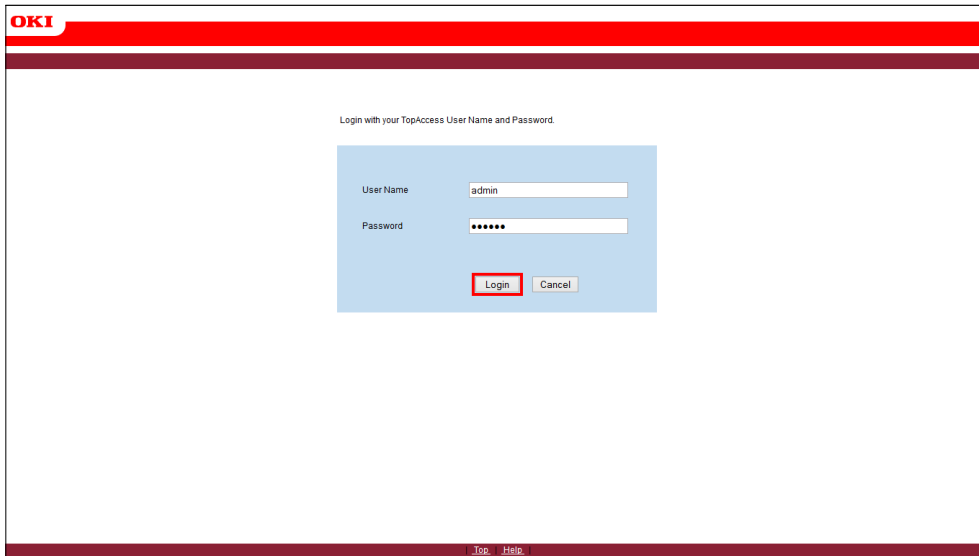 OKI
Login with your TopAccess User Name and Password.
User Name admin
Password ●●●●●●
Login Cancel
| Top | Help |